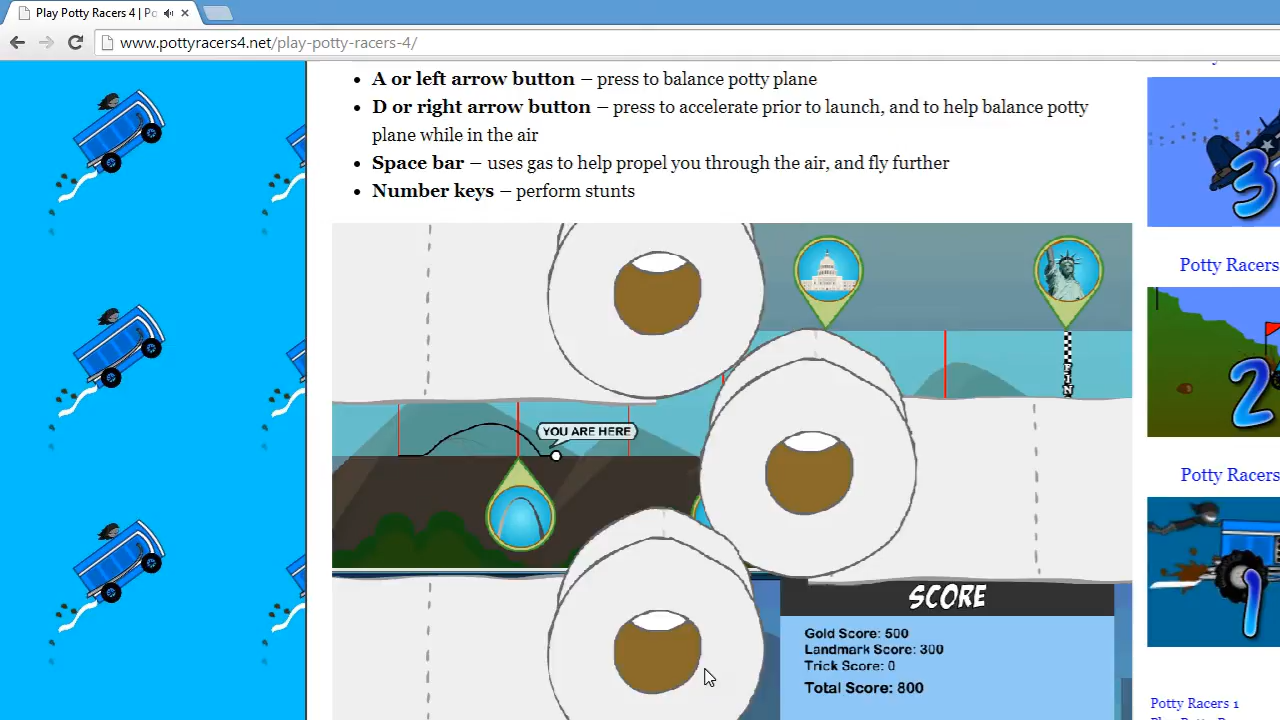 Play Potty Racers 4 | Po
www.pottyracers4.net/play-potty-racers-4/
A or left arrow button – press to balance potty plane
D or right arrow button – press to accelerate prior to launch, and to help balance potty
plane while in the air
Space bar – uses gas to help propel you through the air, and fly further
Number keys – perform stunts
3
Potty Racers
2
Potty Racers
1
FIN
YOU ARE HERE
SCORE
Gold Score: 500
Landmark Score: 300
Trick Score: 0
Total Score: 800
Potty Racers 1